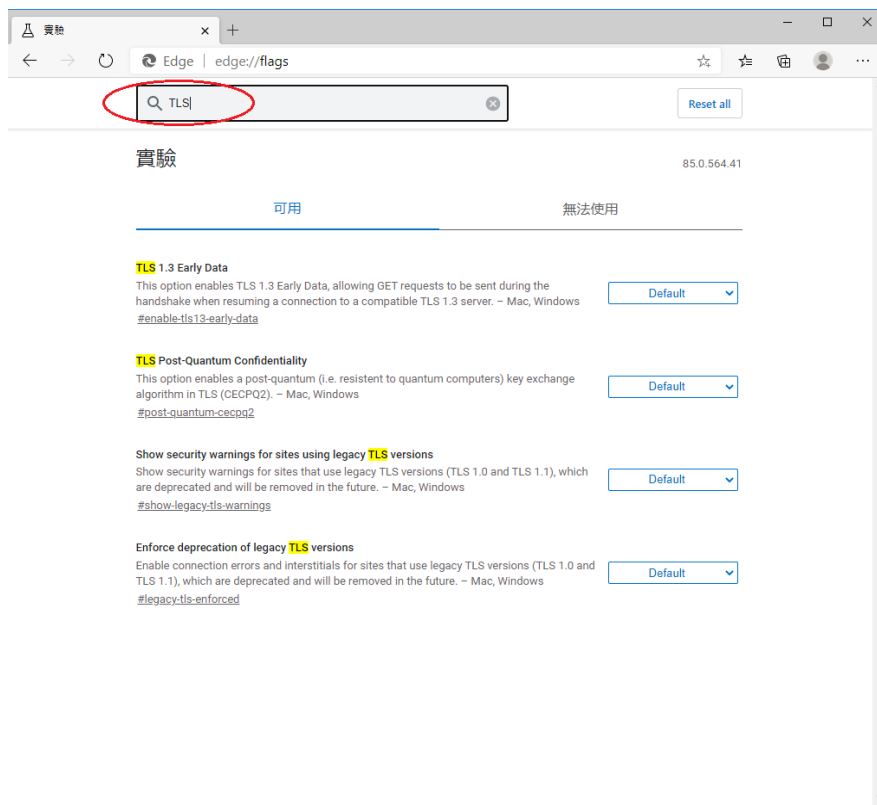 實驗
Edge | edge://flags
TLS
Reset all
實驗
85.0.564.41
可用
無法使用
TLS 1.3 Early Data
This option enables TLS 1.3 Early Data, allowing GET requests to be sent during the
handshake when resuming a connection to a compatible TLS 1.3 server. – Mac, Windows
#enable-tls13-early-data
Default
TLS Post-Quantum Confidentiality
This option enables a post-quantum (i.e. resistent to quantum computers) key exchange
algorithm in TLS (CECPQ2). – Mac, Windows
#post-quantum-cecpq2
Default
Show security warnings for sites using legacy TLS versions
Show security warnings for sites that use legacy TLS versions (TLS 1.0 and TLS 1.1), which
are deprecated and will be removed in the future. – Mac, Windows
#show-legacy-tls-warnings
Default
Enforce deprecation of legacy TLS versions
Enable connection errors and interstitials for sites that use legacy TLS versions (TLS 1.0 and
TLS 1.1), which are deprecated and will be removed in the future. – Mac, Windows
#legacy-tls-enforced
Default